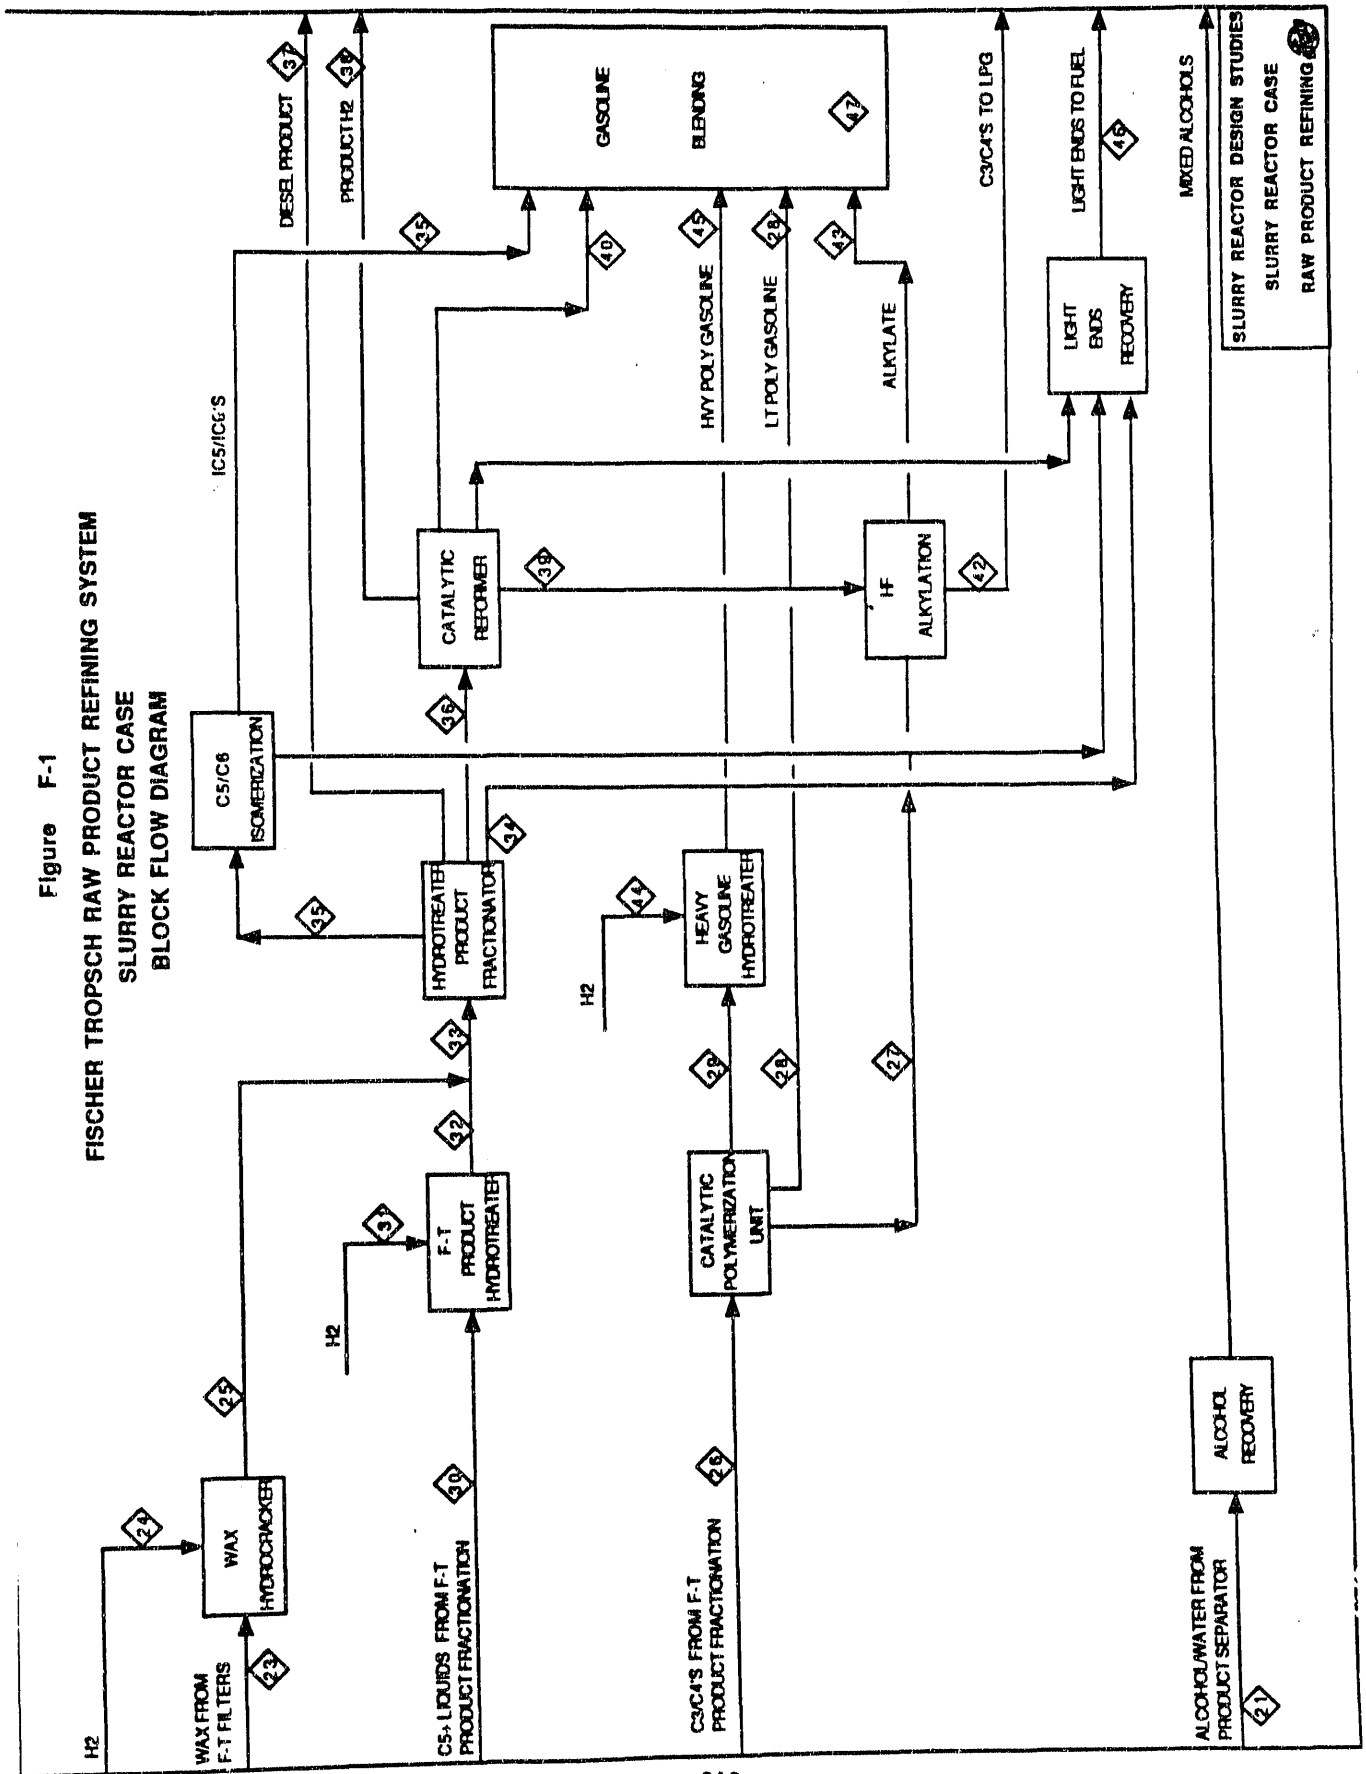 Figure F-1
FISCHER TROPSCH RAW PRODUCT REFINING SYSTEM
SLURRY REACTOR CASE
BLOCK FLOW DIAGRAM
H2
24
WAX FROM
F-T FILTERS
23
WAX
HYDROCRACKER
25
C5+ LIQUIDS FROM F-T
PRODUCT FRACTIONATION
30
H2
31
F-T
PRODUCT
HYDROTREATER
32
33
HYDROTREATER
PRODUCT
FRACTIONATOR
35
34
36
C5/C6
ISOMERIZATION
IC5/IC6'S
35
CATALYTIC
REFORMER
39
40
DIESEL PRODUCT
37
PRODUCT H2
38
C3/C4'S FROM F-T
PRODUCT FRACTIONATION
26
CATALYTIC
POLYMERIZATION
UNIT
29
28
27
H2
44
HEAVY
GASOLINE
HYDROTREATER
HVY POLY GASOLINE
45
LT POLY GASOLINE
28
HF
ALKYLATION
42
ALKYLATE
43
GASOLINE
BLENDING
47
C3/C4'S TO LPG
LIGHT
ENDS
RECOVERY
LIGHT ENDS TO FUEL
46
ALCOHOL/WATER FROM
PRODUCT SEPARATOR
21
ALCOHOL
RECOVERY
MIXED ALCOHOLS
SLURRY REACTOR DESIGN STUDIES
SLURRY REACTOR CASE
RAW PRODUCT REFINING